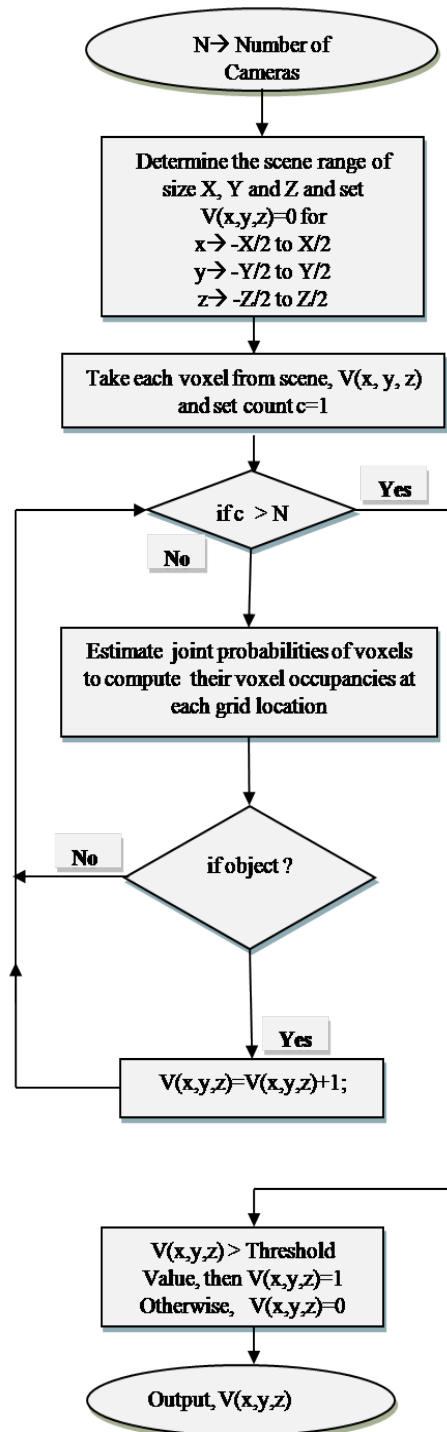 N→ Number of
Cameras
Determine the scene range of
size X, Y and Z and set
V(x,y,z)=0 for
x→ -X/2 to X/2
y→ -Y/2 to Y/2
z→ -Z/2 to Z/2
Take each voxel from scene, V(x, y, z)
and set count c=1
if c > N
Yes
No
Estimate joint probabilities of voxels
to compute their voxel occupancies at
each grid location
if object ?
No
Yes
V(x,y,z)=V(x,y,z)+1;
V(x,y,z) > Threshold
Value, then V(x,y,z)=1
Otherwise, V(x,y,z)=0
Output, V(x,y,z)